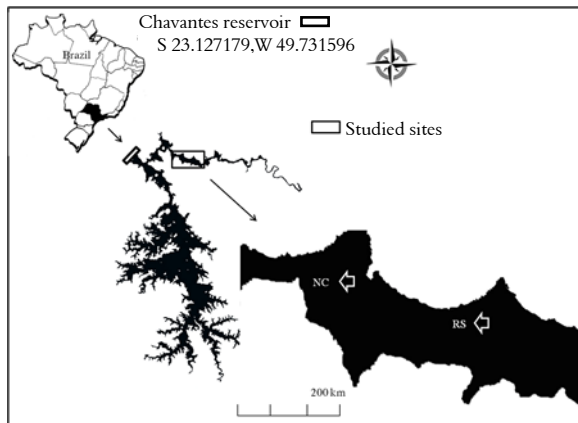 Chavantes reservoir
S 23.127179,W 49.731596
Brazil
Studied sites
NC
RS
200 km